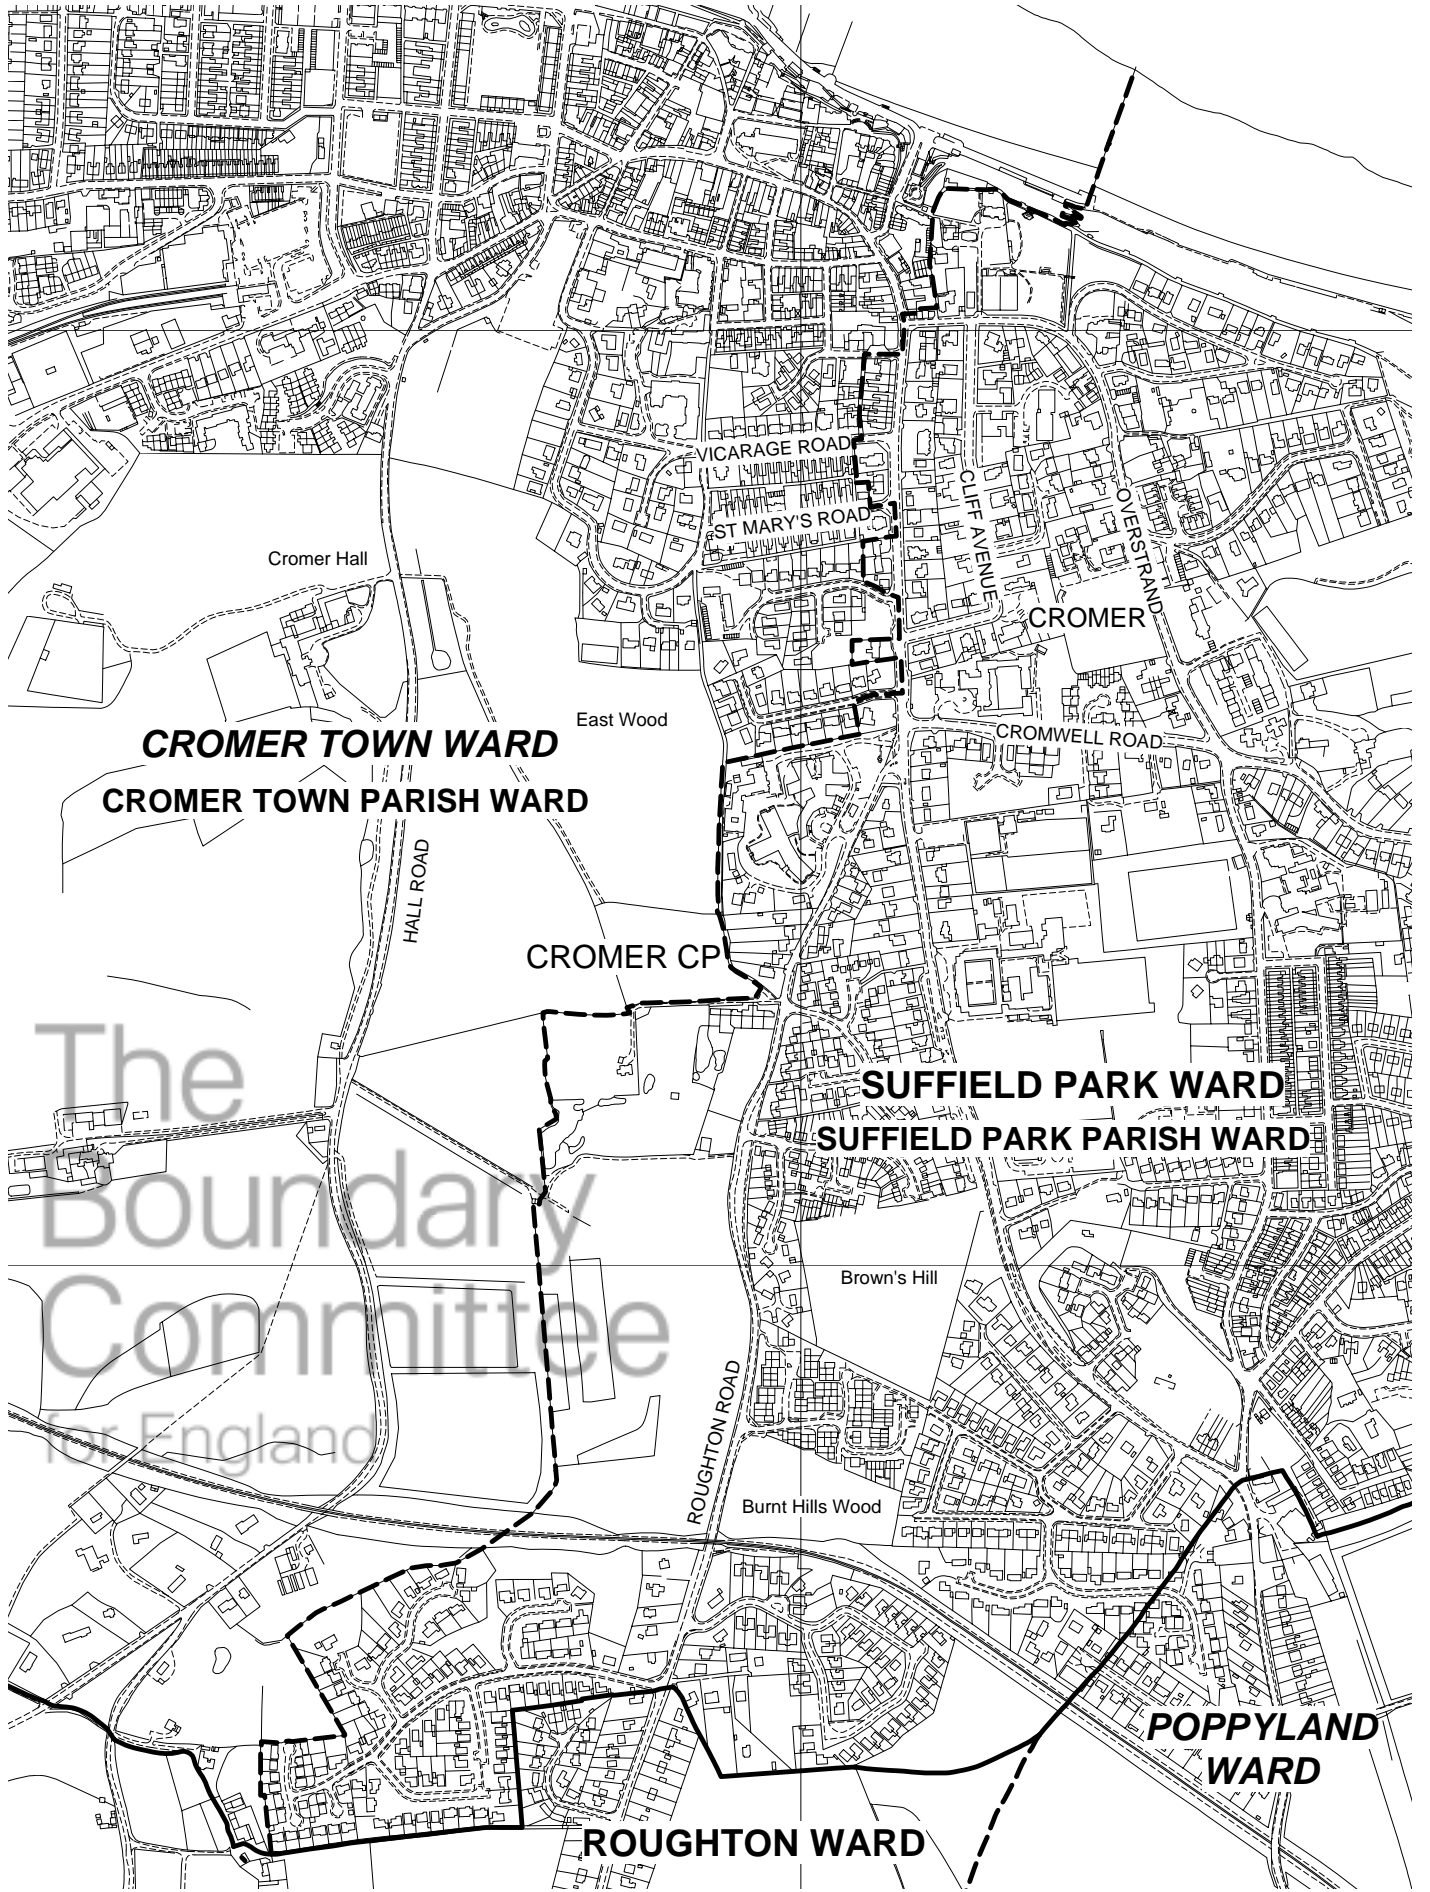 VICARAGE ROAD
ST MARY'S ROAD
CLIFF AVENUE
OVERSTRAND
Cromer Hall
CROMER
East Wood
CROMER TOWN WARD
CROMER TOWN PARISH WARD
CROMWELL ROAD
HALL ROAD
CROMER CP
The
Boundary
Committee
for England
SUFFIELD PARK WARD
SUFFIELD PARK PARISH WARD
Brown's Hill
ROUGHTON ROAD
Burnt Hills Wood
POPPYLAND
WARD
ROUGHTON WARD